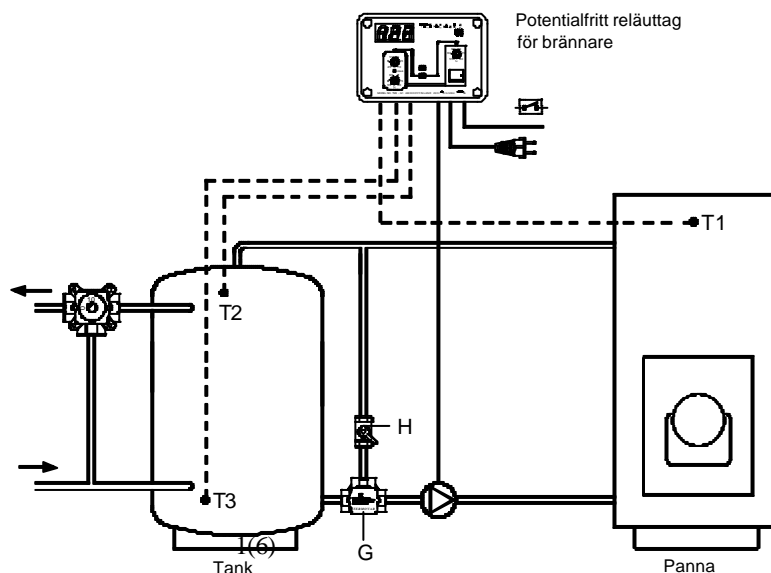 Potentialfritt reläuttag
för brännare
T1
T2
H
T3
1(6)
G
Tank
Panna